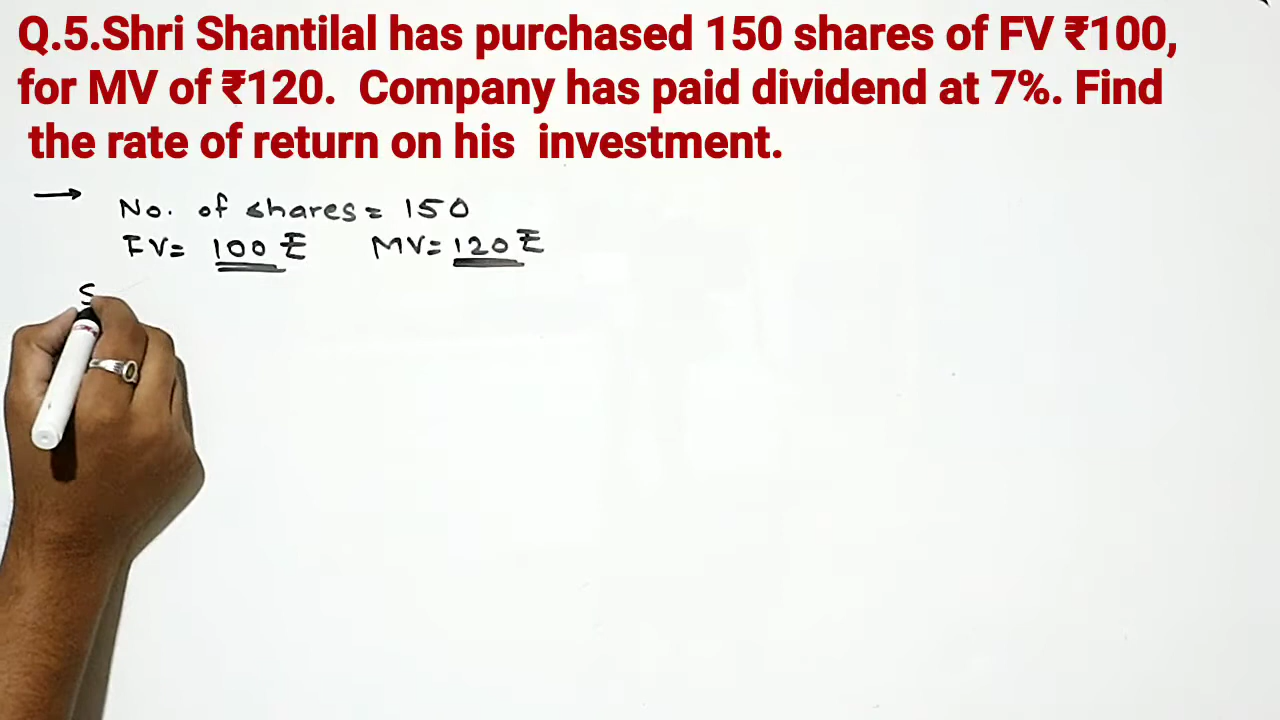 Q.5.Shri Shantilal has purchased 150 shares of FV ₹100,
for MV of ₹120. Company has paid dividend at 7%. Find
the rate of return on his investment.
→ No. of shares = 150
FV= 100 ₹ MV= 120 ₹
S